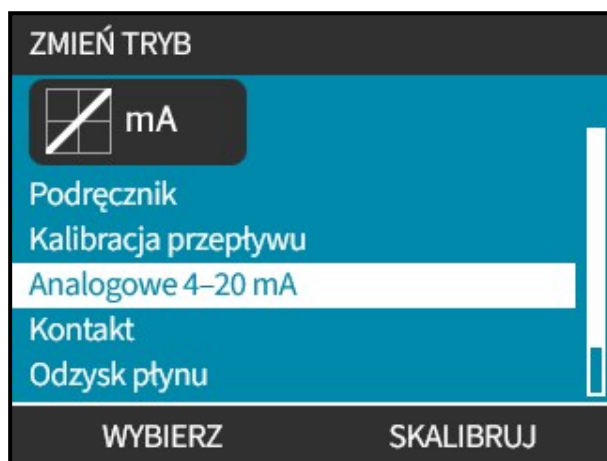 ZMIEŃ TRYB
mA
Podręcznik
Kalibracja przepływu
Analogowe 4–20 mA
Kontakt
Odzysk płynu
WYBIERZ SKALIBRUJ